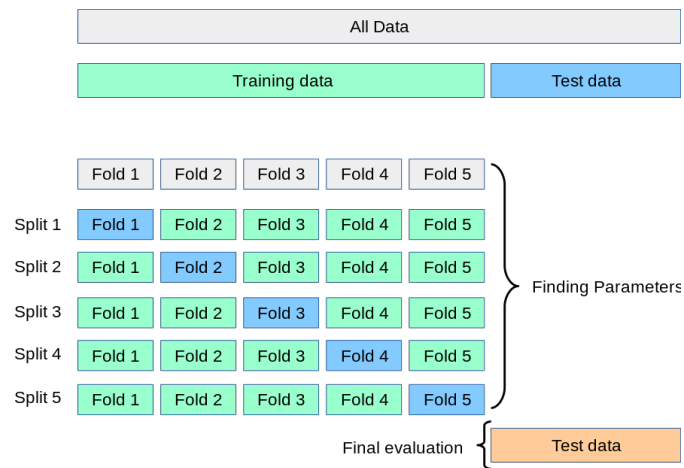 All Data
Training data Test data
Fold 1 Fold 2 Fold 3 Fold 4 Fold 5
Split 1 Fold 1 Fold 2 Fold 3 Fold 4 Fold 5
Split 2 Fold 1 Fold 2 Fold 3 Fold 4 Fold 5
Finding Parameters
Split 3 Fold 1 Fold 2 Fold 3 Fold 4 Fold 5
Split 4 Fold 1 Fold 2 Fold 3 Fold 4 Fold 5
Split 5 Fold 1 Fold 2 Fold 3 Fold 4 Fold 5
Final evaluation Test data